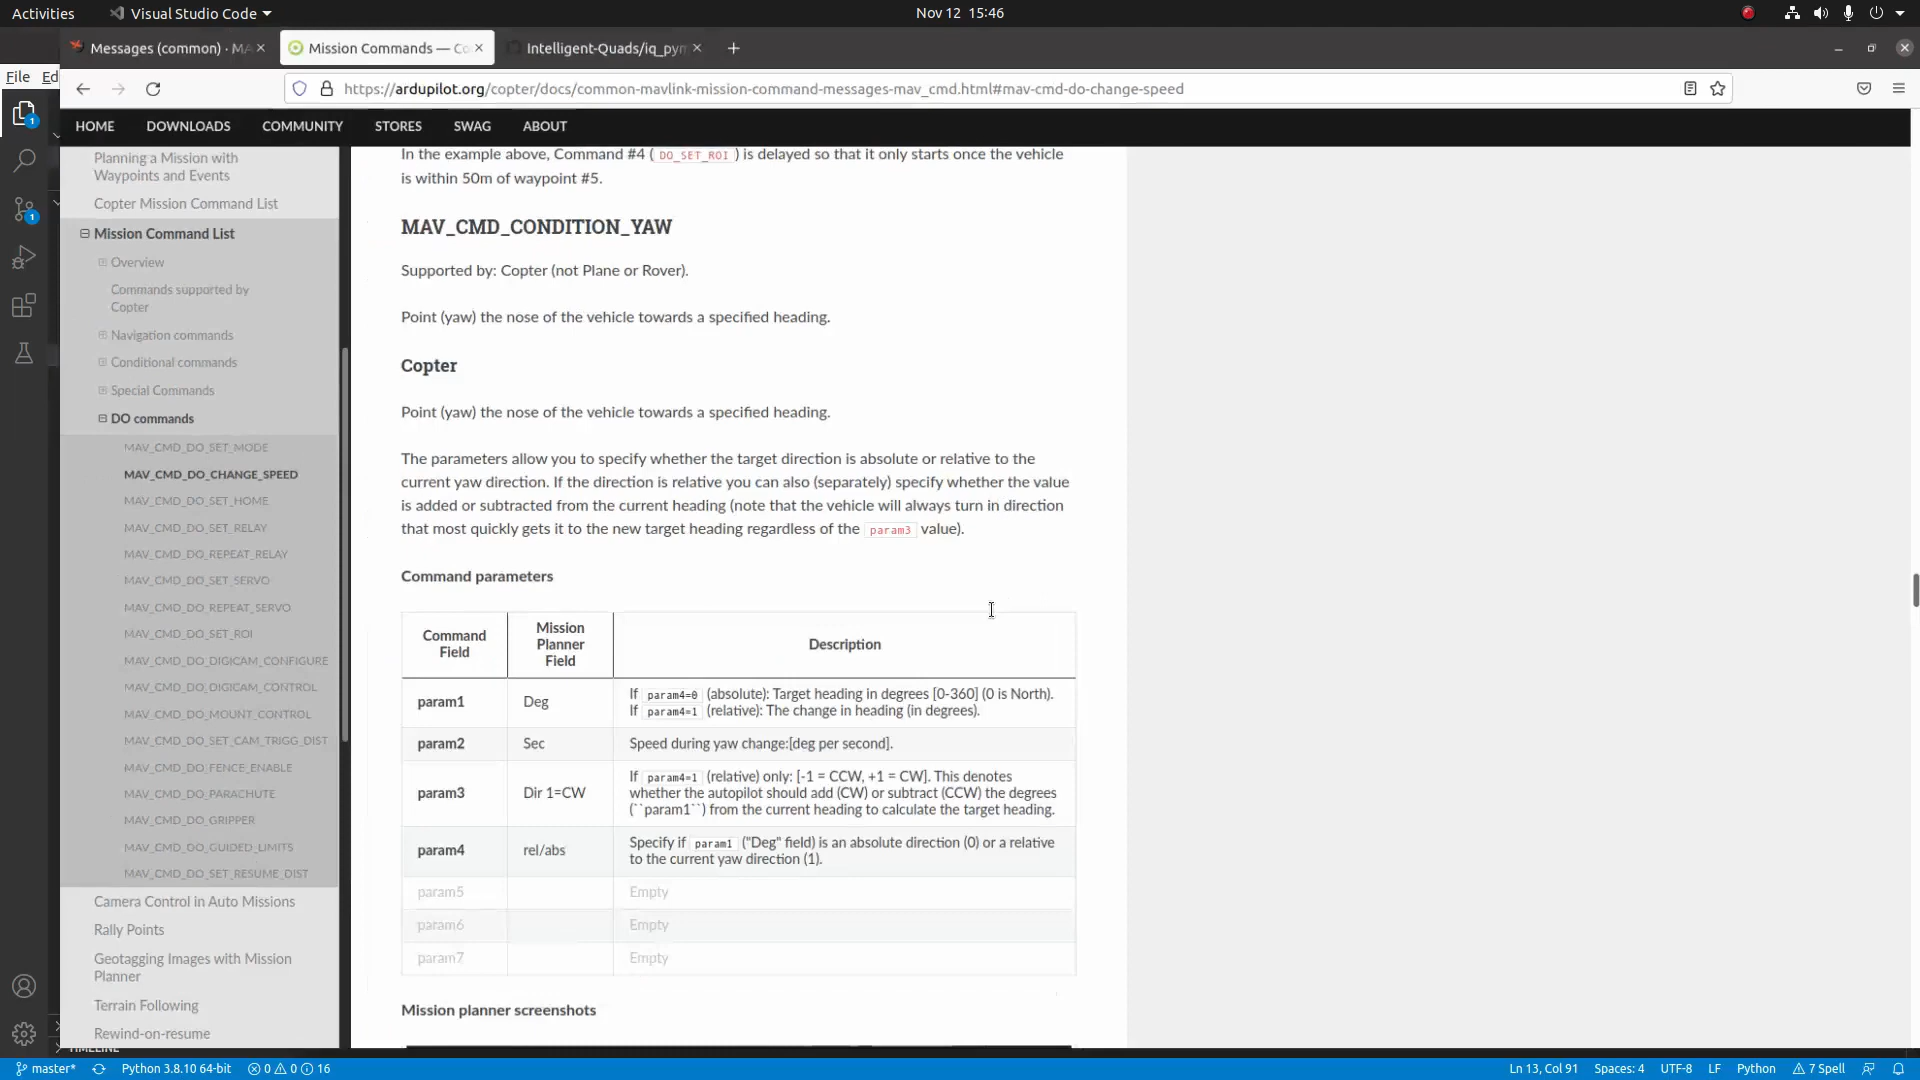 Activities
Visual Studio Code
Nov 12 15:46
Messages (common) · MA
Mission Commands — Co
Intelligent-Quads/iq_pym
File
Ed
https://ardupilot.org/copter/docs/common-mavlink-mission-command-messages-mav_cmd.html#mav-cmd-do-change-speed
1
1
HOME
DOWNLOADS
COMMUNITY
STORES
SWAG
ABOUT
Planning a Mission with
Waypoints and Events
Copter Mission Command List
Mission Command List
Overview
Commands supported by
Copter
Navigation commands
Conditional commands
Special Commands
DO commands
MAV_CMD_DO_SET_MODE
MAV_CMD_DO_CHANGE_SPEED
MAV_CMD_DO_SET_HOME
MAV_CMD_DO_SET_RELAY
MAV_CMD_DO_REPEAT_RELAY
MAV_CMD_DO_SET_SERVO
MAV_CMD_DO_REPEAT_SERVO
MAV_CMD_DO_SET_ROI
MAV_CMD_DO_DIGICAM_CONFIGURE
MAV_CMD_DO_DIGICAM_CONTROL
MAV_CMD_DO_MOUNT_CONTROL
MAV_CMD_DO_SET_CAM_TRIGG_DIST
MAV_CMD_DO_FENCE_ENABLE
MAV_CMD_DO_PARACHUTE
MAV_CMD_DO_GRIPPER
MAV_CMD_DO_GUIDED_LIMITS
MAV_CMD_DO_SET_RESUME_DIST
Camera Control in Auto Missions
Rally Points
Geotagging Images with Mission
Planner
Terrain Following
Rewind-on-resume
TIMELINE
In the example above, Command #4 ( DO_SET_ROI ) is delayed so that it only starts once the vehicle
is within 50m of waypoint #5.
MAV_CMD_CONDITION_YAW
Supported by: Copter (not Plane or Rover).
Point (yaw) the nose of the vehicle towards a specified heading.
Copter
Point (yaw) the nose of the vehicle towards a specified heading.
The parameters allow you to specify whether the target direction is absolute or relative to the
current yaw direction. If the direction is relative you can also (separately) specify whether the value
is added or subtracted from the current heading (note that the vehicle will always turn in direction
that most quickly gets it to the new target heading regardless of the param3 value).
Command parameters
Command
Field
Mission
Planner
Field
Description
param1
Deg
If param4=0 (absolute): Target heading in degrees [0-360] (0 is North).
If param4=1 (relative): The change in heading (in degrees).
param2
Sec
Speed during yaw change:[deg per second].
param3
Dir 1=CW
If param4=1 (relative) only: [-1 = CCW, +1 = CW]. This denotes
whether the autopilot should add (CW) or subtract (CCW) the degrees
(``param1``) from the current heading to calculate the target heading.
param4
rel/abs
Specify if param1 ("Deg" field) is an absolute direction (0) or a relative
to the current yaw direction (1).
param5
Empty
param6
Empty
param7
Empty
Mission planner screenshots
master*
Python 3.8.10 64-bit
0
0
16
Ln 13, Col 91
Spaces: 4
UTF-8
LF
Python
7 Spell